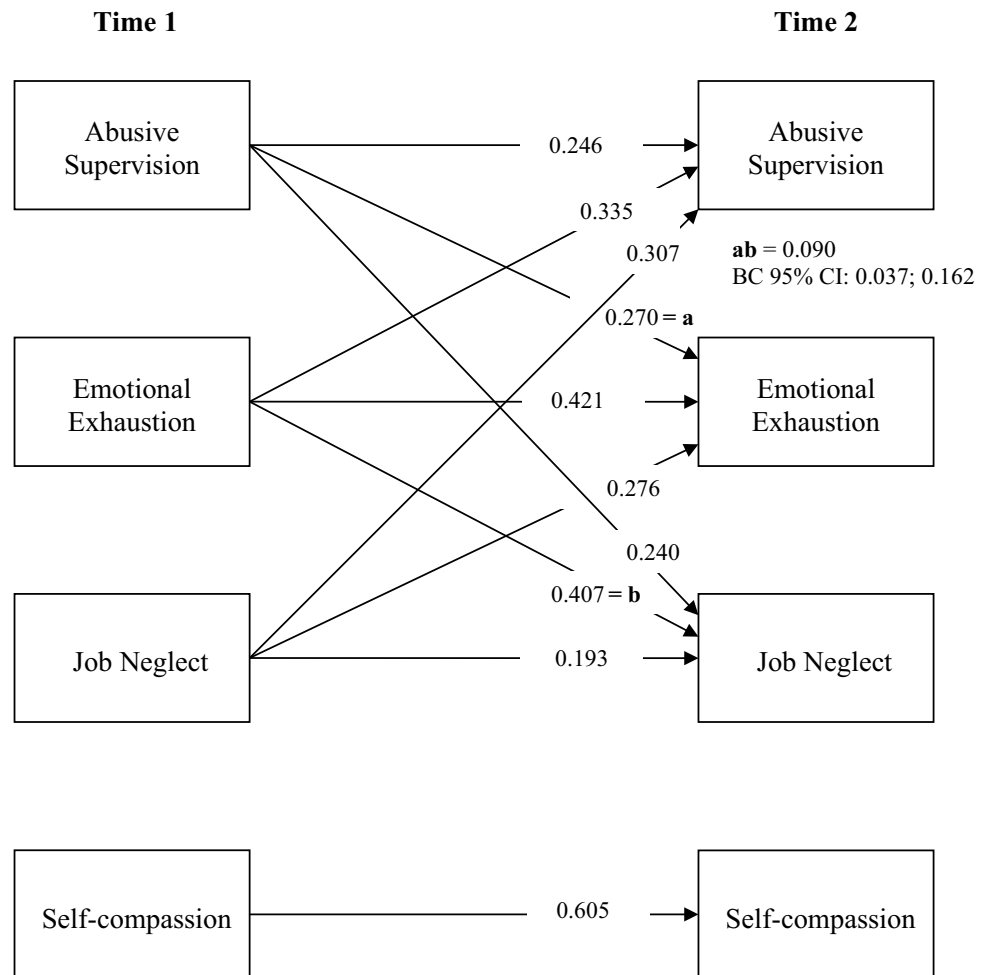 Time 1
Time 2
Abusive
Supervision
0.246
Abusive
Supervision
0.335
0.307
ab = 0.090
BC 95% CI: 0.037; 0.162
0.270 = a
Emotional
Exhaustion
0.421
Emotional
Exhaustion
0.276
0.240
0.407 = b
Job Neglect
0.193
Job Neglect
Self-compassion
0.605
Self-compassion